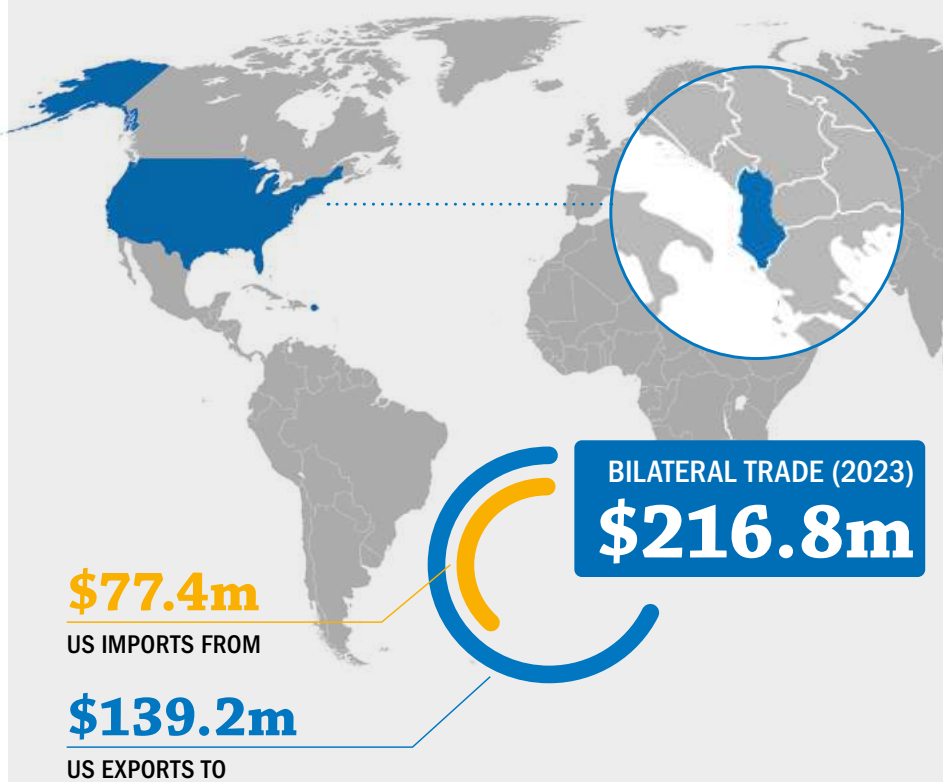 BILATERAL TRADE (2023)
$216.8m
$77.4m
US IMPORTS FROM
$139.2m
US EXPORTS TO